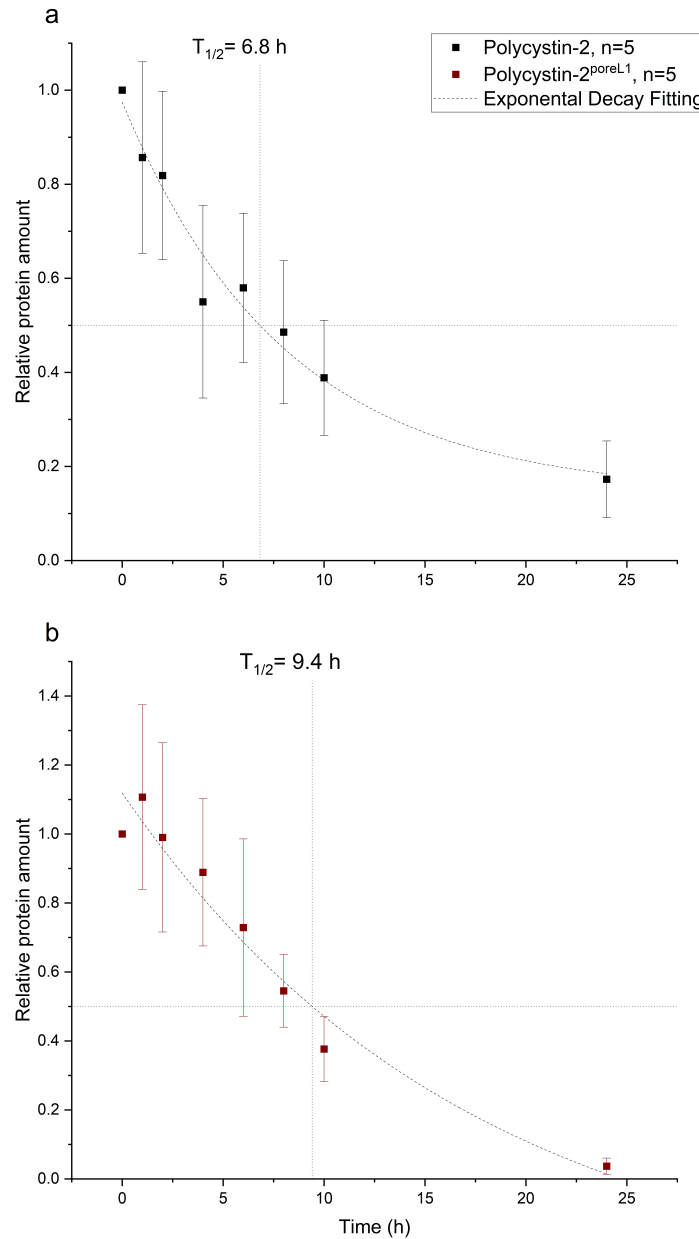 a
T1/2= 6.8 h
Polycystin-2, n=5
Polycystin-2poreL1, n=5
Exponental Decay Fitting
1.0
0.8
0.6
0.4
0.2
0.0
Relative protein amount
0 5 10 15 20 25
b
T1/2= 9.4 h
1.4
1.2
1.0
0.8
0.6
0.4
0.2
0.0
Relative protein amount
0 5 10 15 20 25
Time (h)